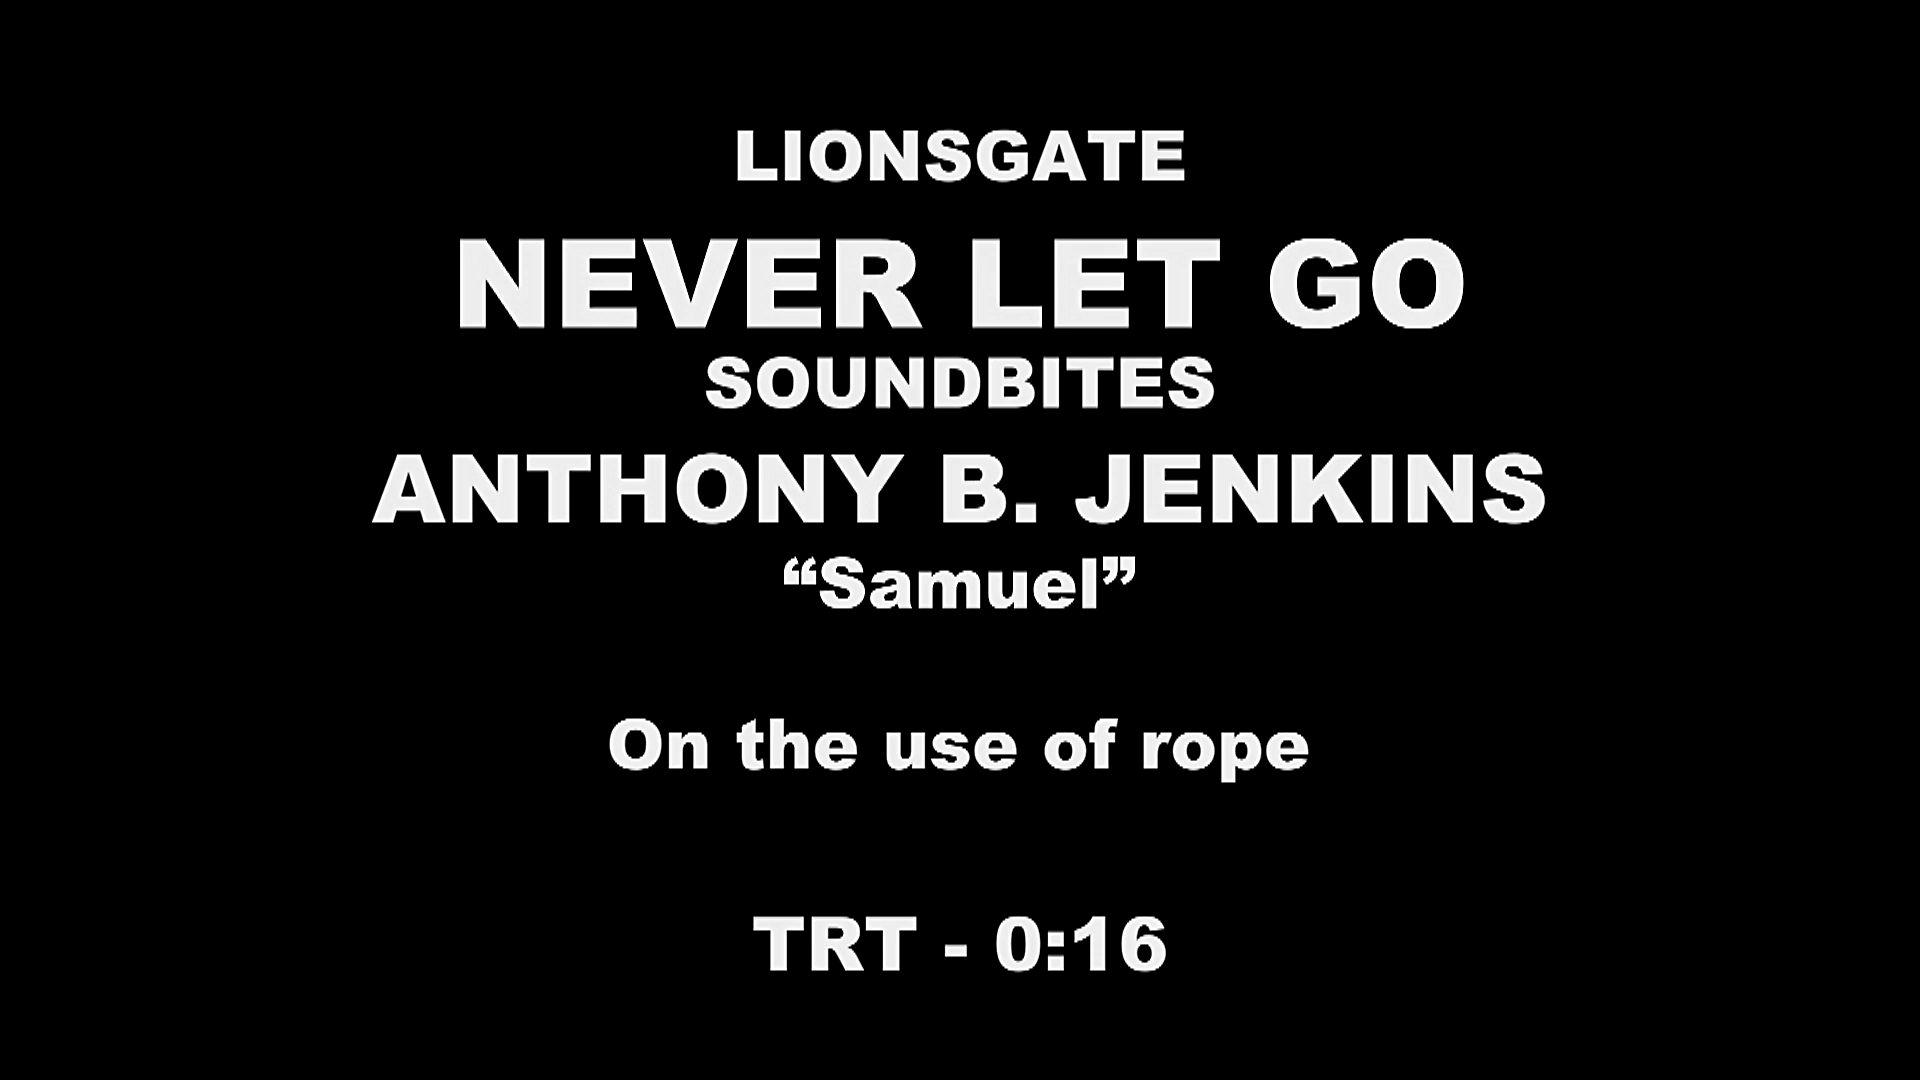 LIONSGATE
NEVER LET GO
SOUNDBITES
ANTHONY B. JENKINS
“Samuel”
On the use of rope
TRT - 0:16